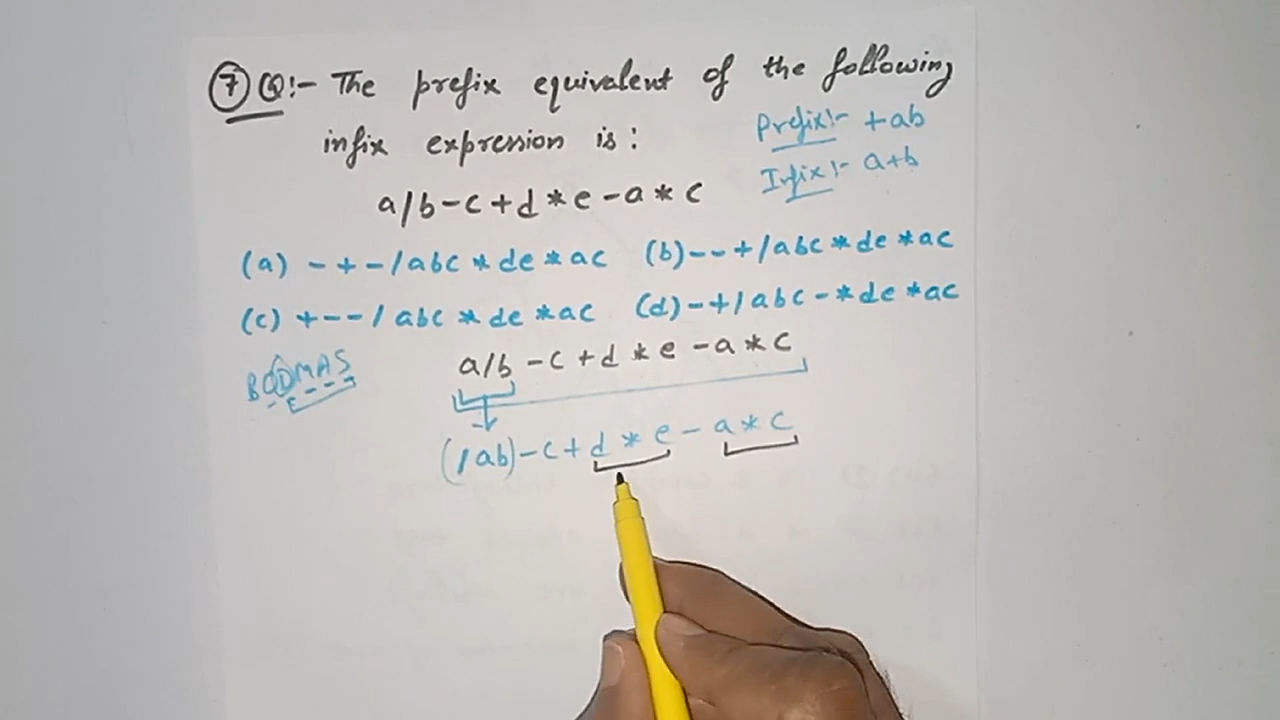 7 Q:- The prefix equivalent of the following
infix expression is:
Prefix:- +ab
Infix:- a+b
a/b-c+d*e-a*c
(a) -+-/abc*de*ac (b)--+/abc*de*ac
(c) +--/abc*de*ac (d)-+/abc-*de*ac
BODMAS
a/b-c+d*e-a*c
(/ab)-c+d*e-a*c